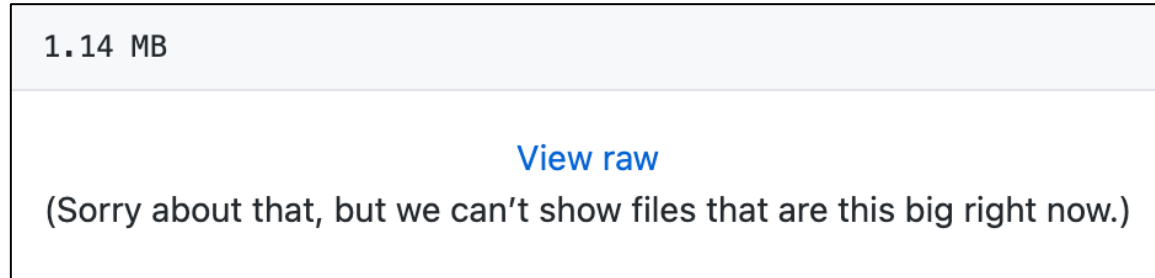 1.14 MB
View raw
(Sorry about that, but we can’t show files that are this big right now.)